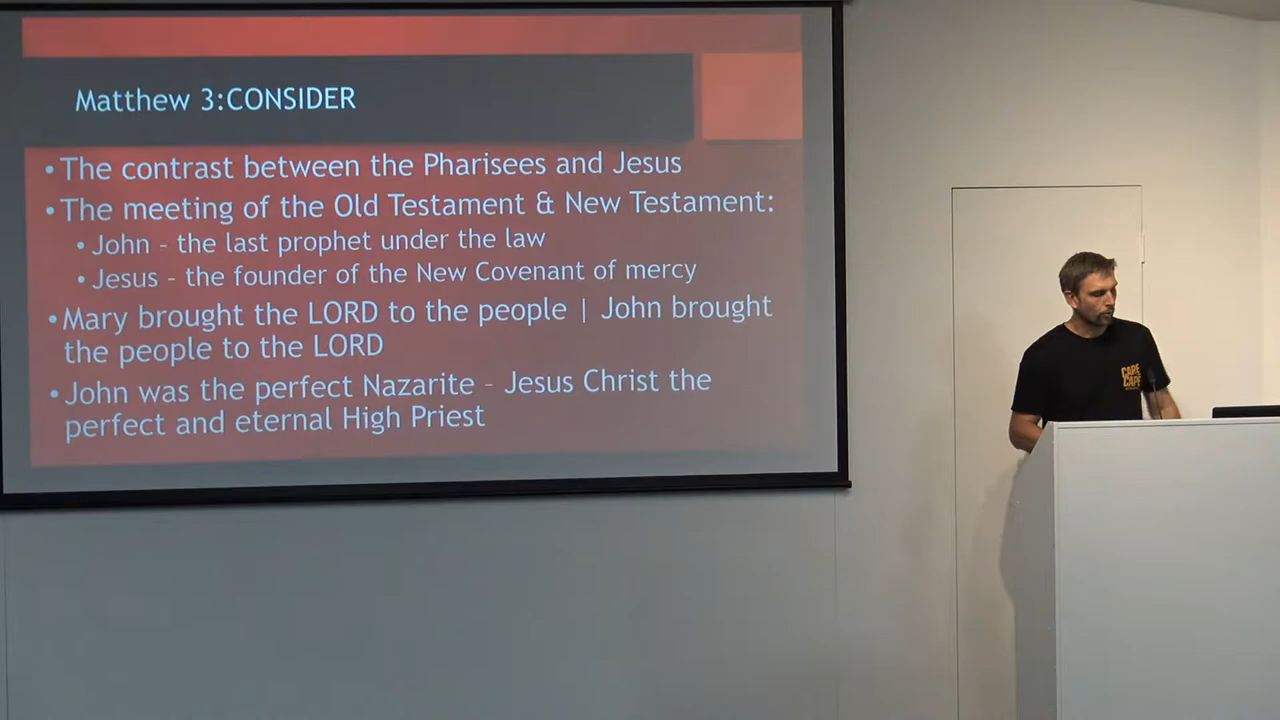 Matthew 3:CONSIDER
• The contrast between the Pharisees and Jesus
• The meeting of the Old Testament & New Testament:
• John - the last prophet under the law
• Jesus - the founder of the New Covenant of mercy
• Mary brought the LORD to the people | John brought
the people to the LORD
• John was the perfect Nazarite – Jesus Christ the
perfect and eternal High Priest
CAPE
CAPE